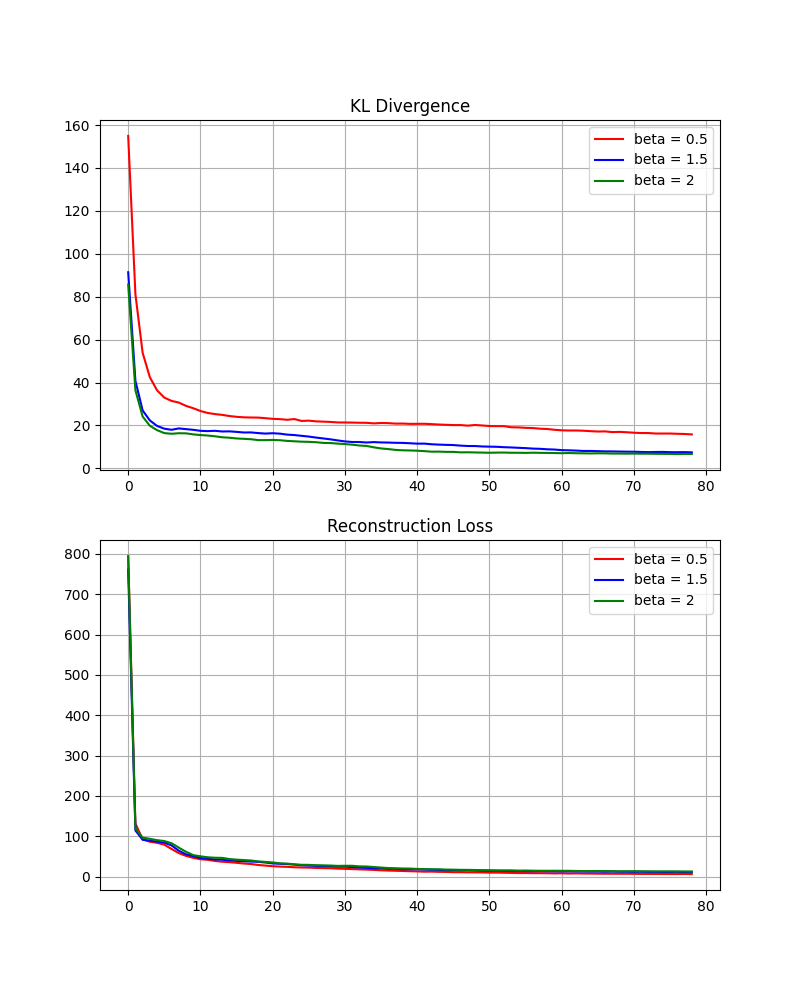 KL Divergence
160
140
120
100
80
60
40
20
0
beta = 0.5
beta = 1.5
beta = 2
0 10 20 30 40 50 60 70 80
Reconstruction Loss
800
700
600
500
400
300
200
100
0
beta = 0.5
beta = 1.5
beta = 2
0 10 20 30 40 50 60 70 80